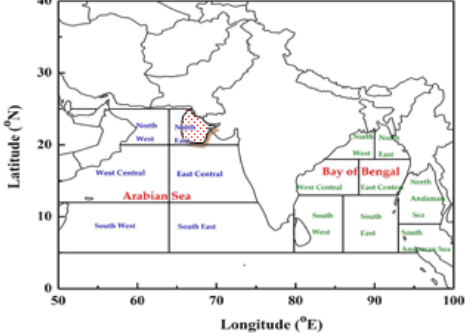 40
30
20
10
0
50
60
70
80
90
100
Latitude (°N)
Longitude (°E)
North
West
North
East
West Central
East Central
Arabian Sea
South West
South East
North
West
North
East
Bay of Bengal
West Central
East Central
South
West
South
East
North
Andaman
Sea
South
Andaman Sea